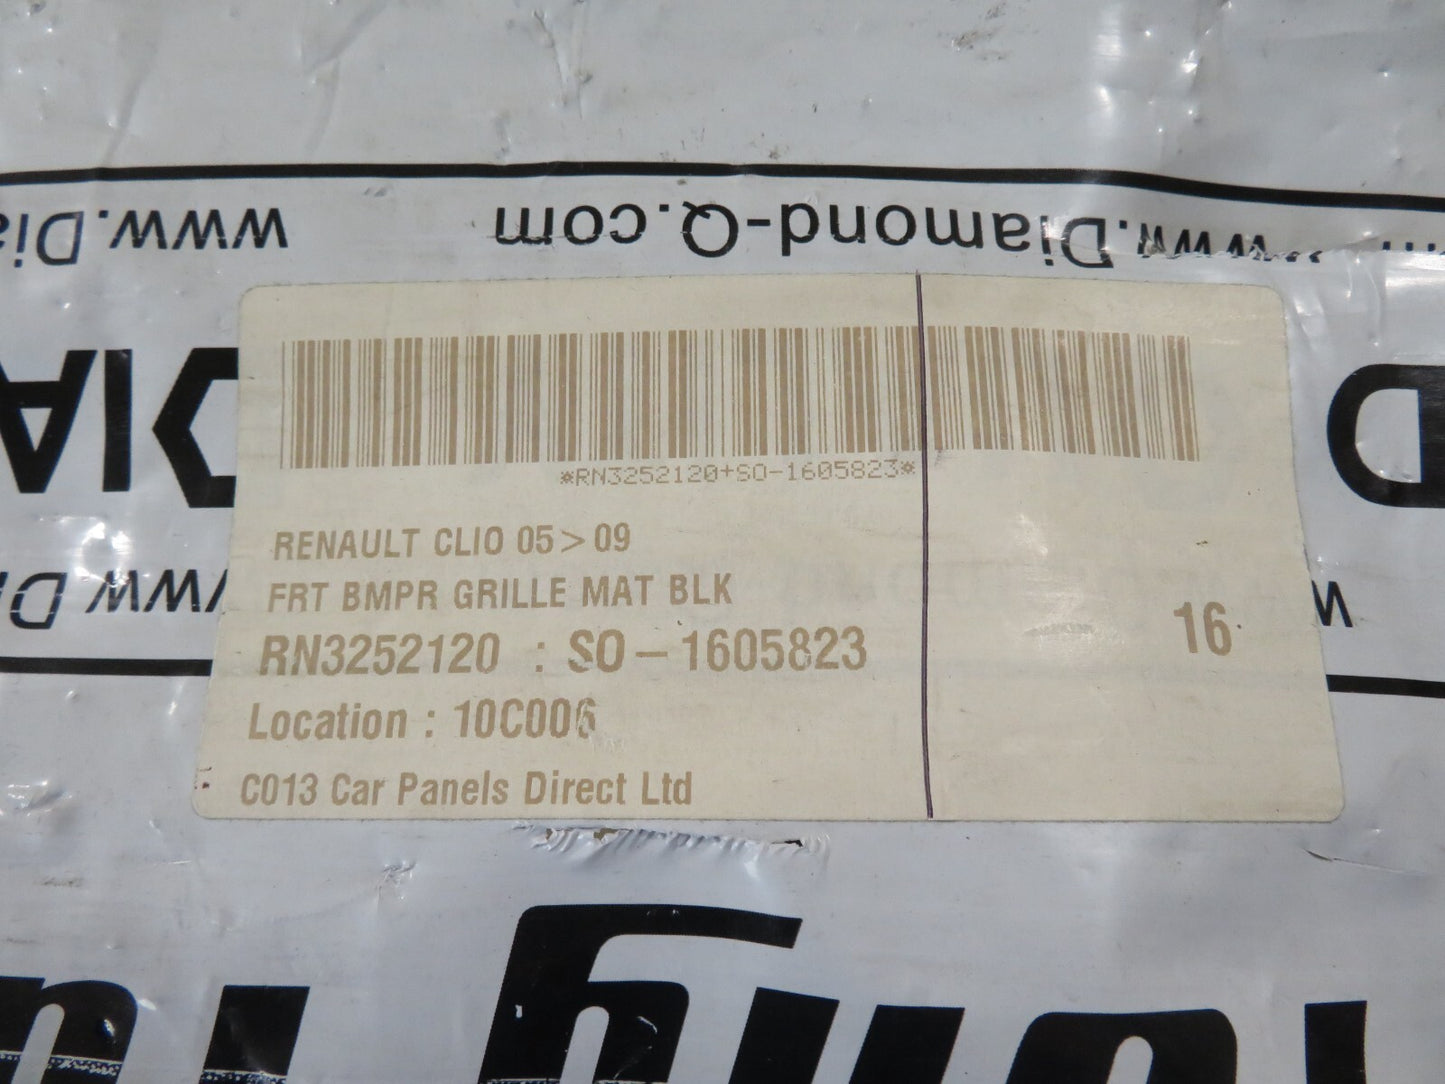 www.Diamond-Q.com www.
*RN3252120+SO-1605823*
RENAULT CLIO 05 > 09
FRT BMPR GRILLE MAT BLK
RN3252120 : SO - 1605823
16
Location : 10C006
C013 Car Panels Direct Ltd